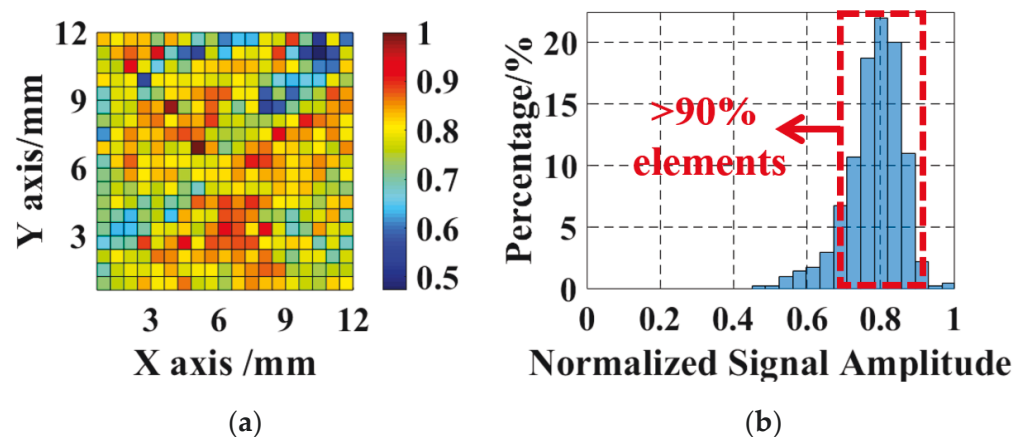 12
9
6
3
Y axis/mm
3 6 9 12
X axis /mm
1
0.9
0.8
0.7
0.6
0.5
(a)
20
15
10
5
0
Percentage/%
>90%
elements
0 0.2 0.4 0.6 0.8 1
Normalized Signal Amplitude
(b)